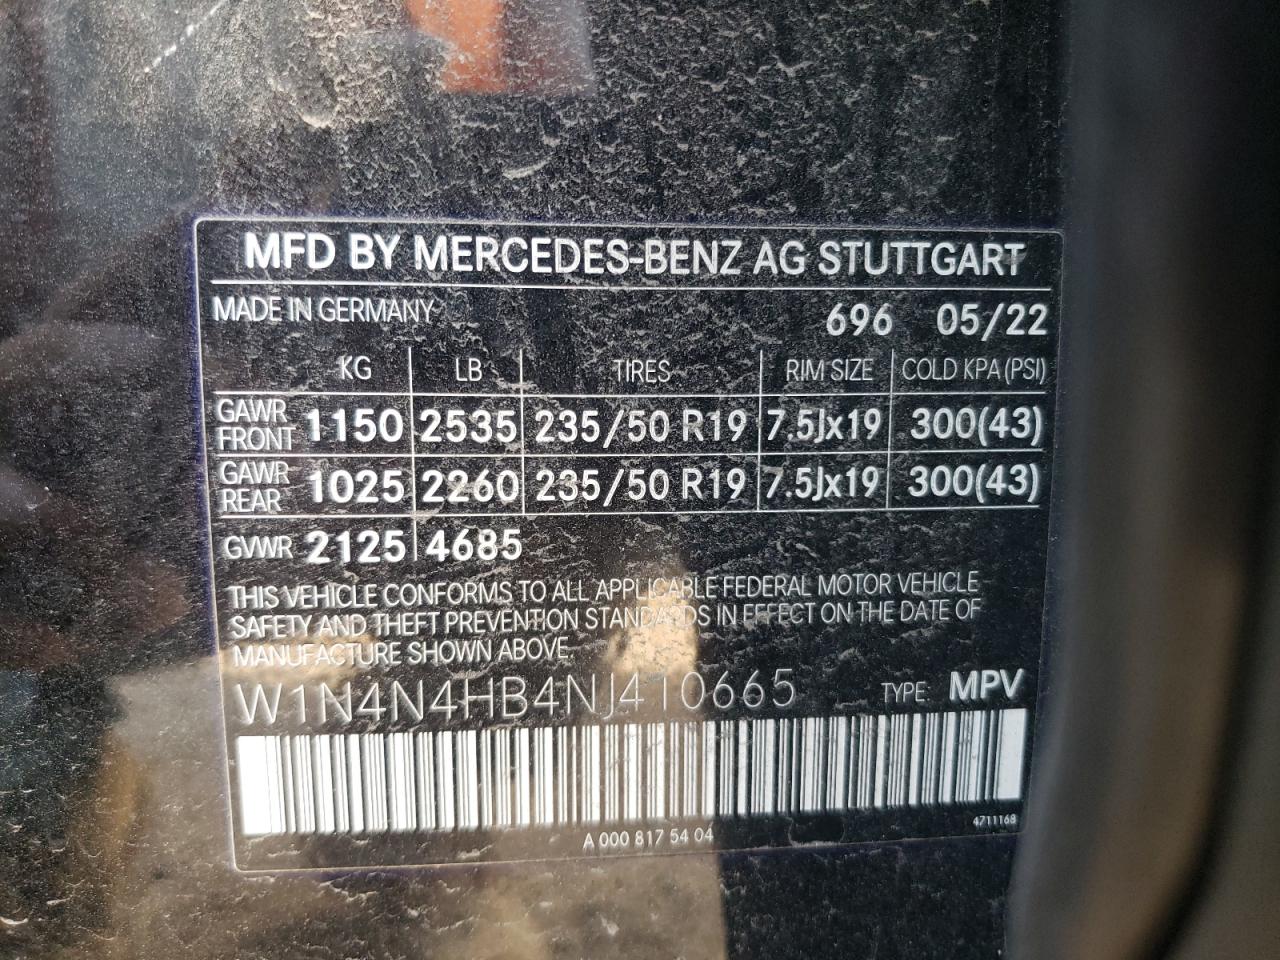 MFD BY MERCEDES-BENZ AG STUTTGART
MADE IN GERMANY 696 05/22
KG LB TIRES RIM SIZE COLD KPA (PSI)
GAWR FRONT 1150 2535 235/50 R19 7.5Jx19 300(43)
GAWR REAR 1025 2260 235/50 R19 7.5Jx19 300(43)
GVWR 2125 4685
THIS VEHICLE CONFORMS TO ALL APPLICABLE FEDERAL MOTOR VEHICLE
SAFETY AND THEFT PREVENTION STANDARDS IN EFFECT ON THE DATE OF
MANUFACTURE SHOWN ABOVE.
W1N4N4HB4NJ410665 TYPE: MPV
A 000 817 54 04 4711168